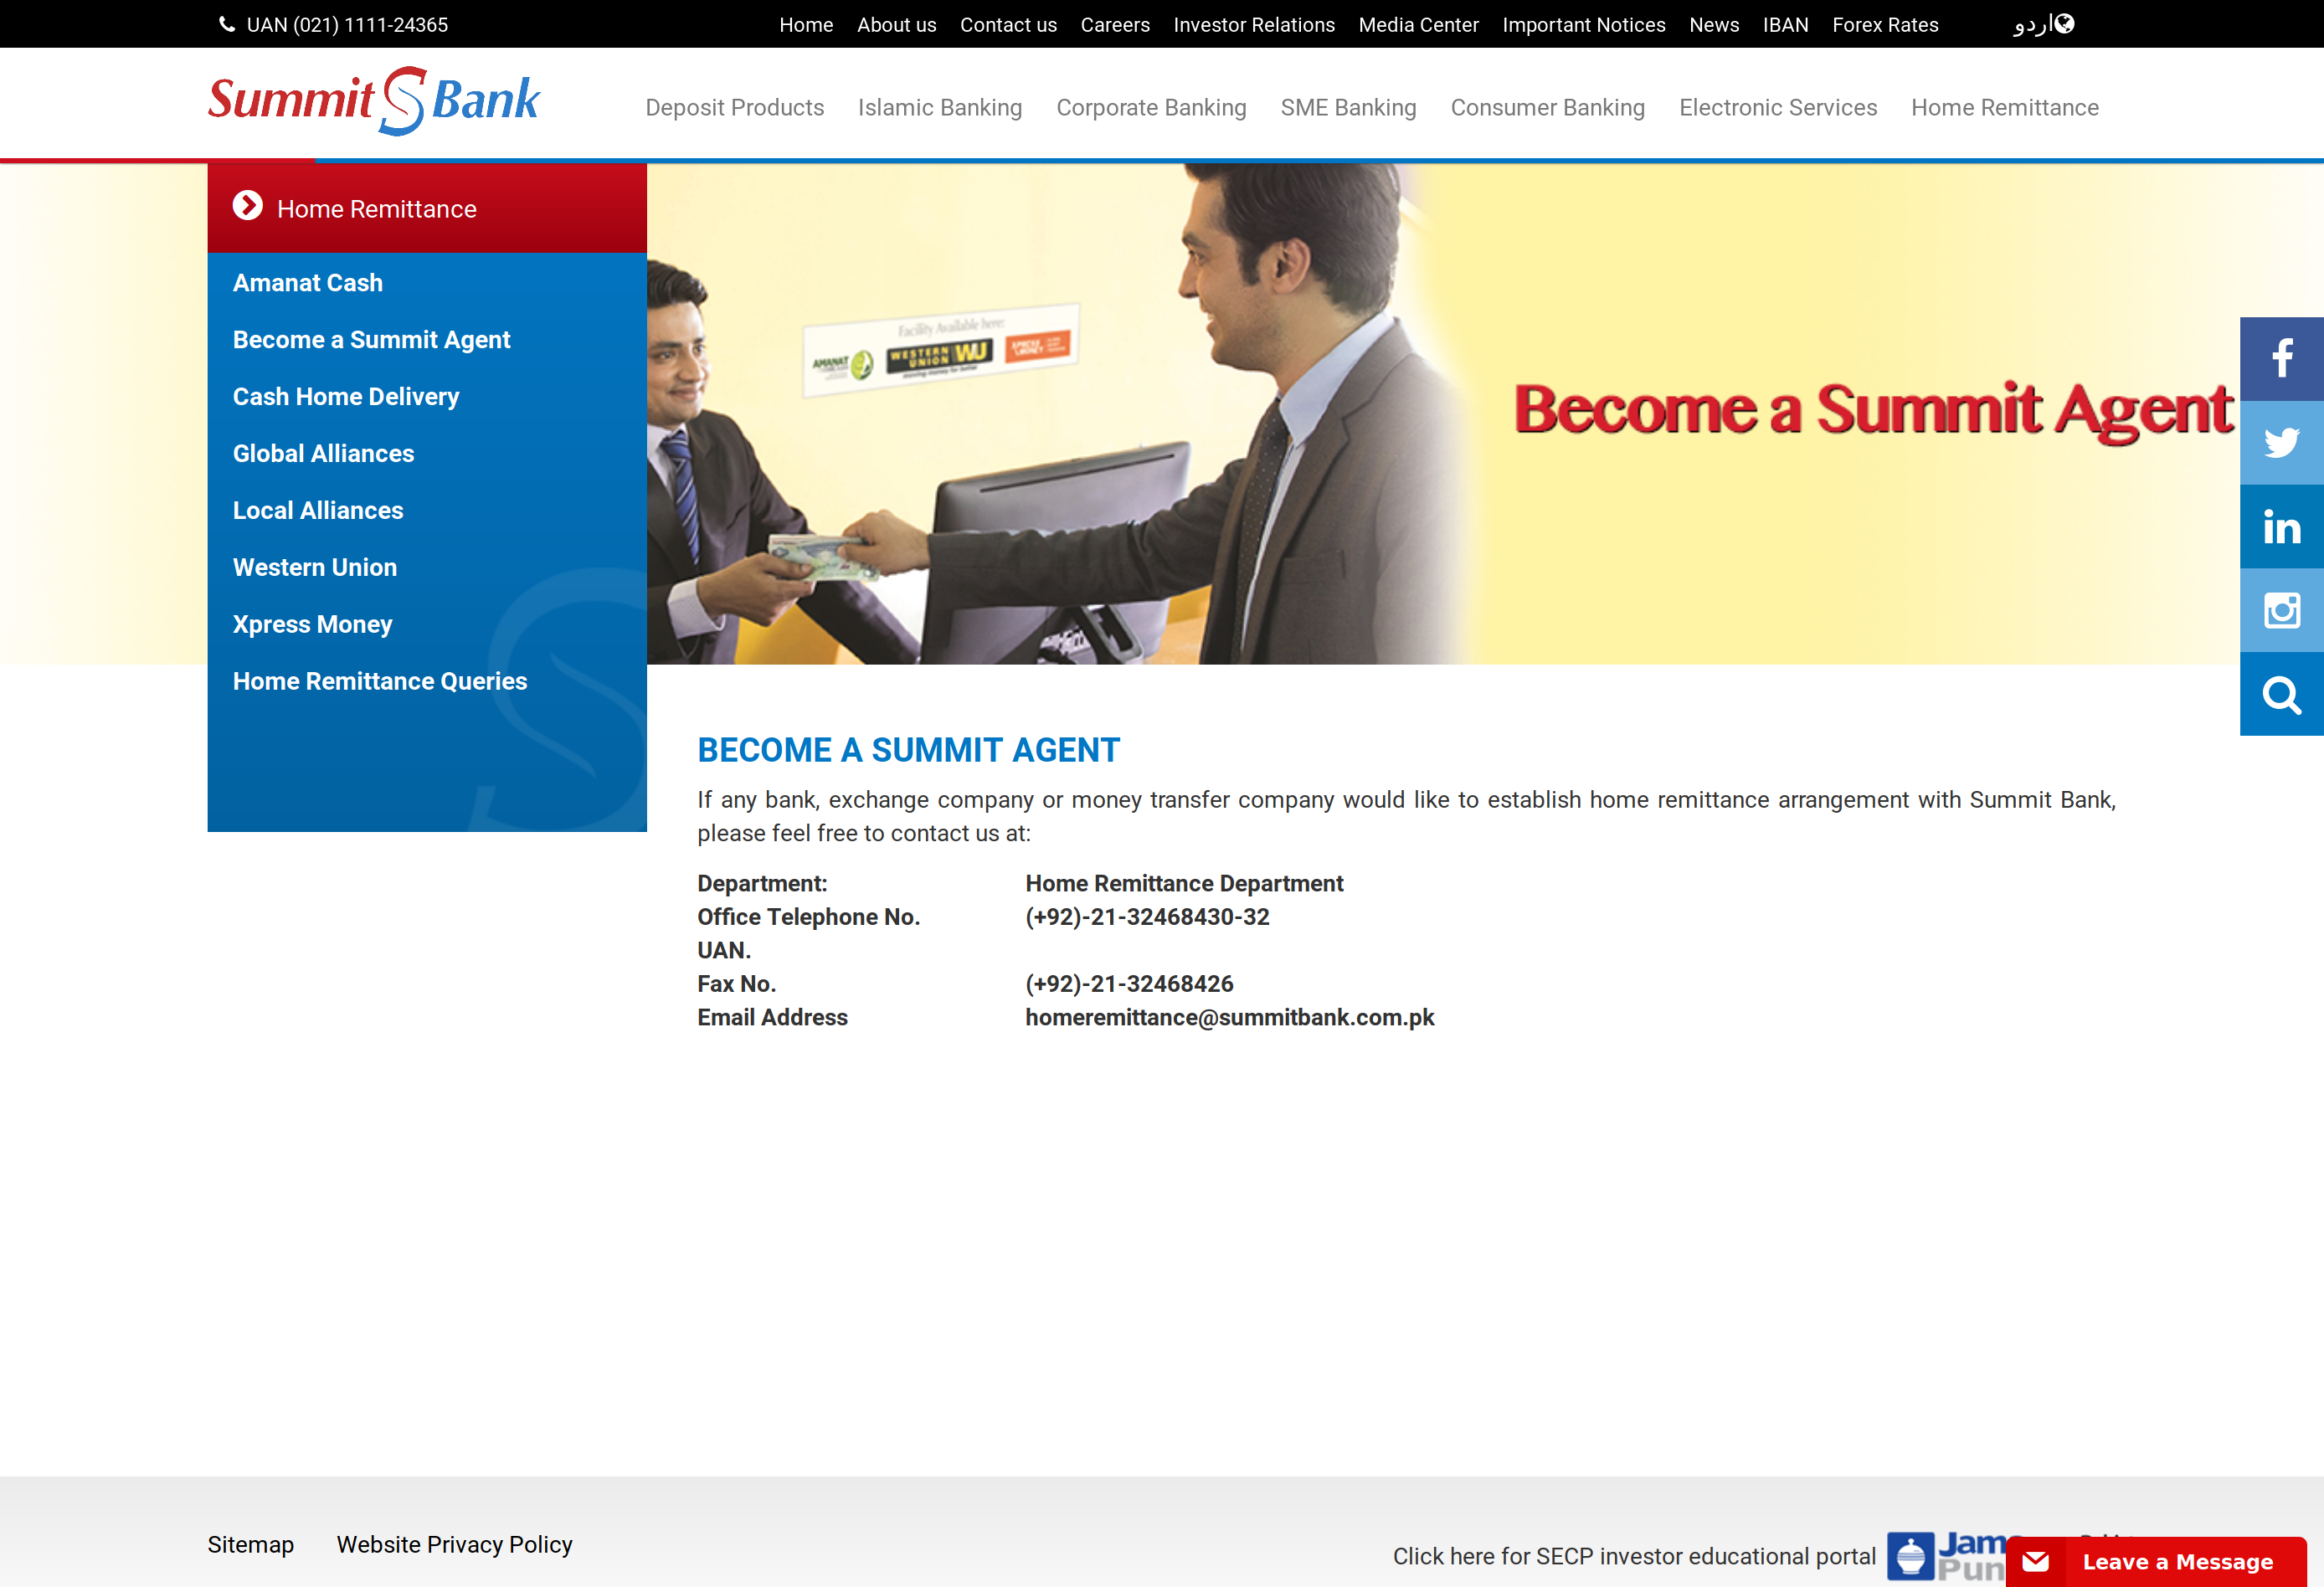 UAN (021) 1111-24365
Home About us Contact us Careers Investor Relations Media Center Important Notices News IBAN Forex Rates اردو
Summit S Bank
Deposit Products Islamic Banking Corporate Banking SME Banking Consumer Banking Electronic Services Home Remittance
Home Remittance
Amanat Cash
Become a Summit Agent
Cash Home Delivery
Global Alliances
Local Alliances
Western Union
Xpress Money
Home Remittance Queries
Facility Available here:
AMANAT
WESTERN UNION WU
moving money for better
XPRESS MONEY
Become a Summit Agent
BECOME A SUMMIT AGENT
If any bank, exchange company or money transfer company would like to establish home remittance arrangement with Summit Bank,
please feel free to contact us at:
Department: Home Remittance Department
Office Telephone No. (+92)-21-32468430-32
UAN.
Fax No. (+92)-21-32468426
Email Address homeremittance@summitbank.com.pk
Sitemap Website Privacy Policy
Click here for SECP investor educational portal
Jam
Pun
Leave a Message